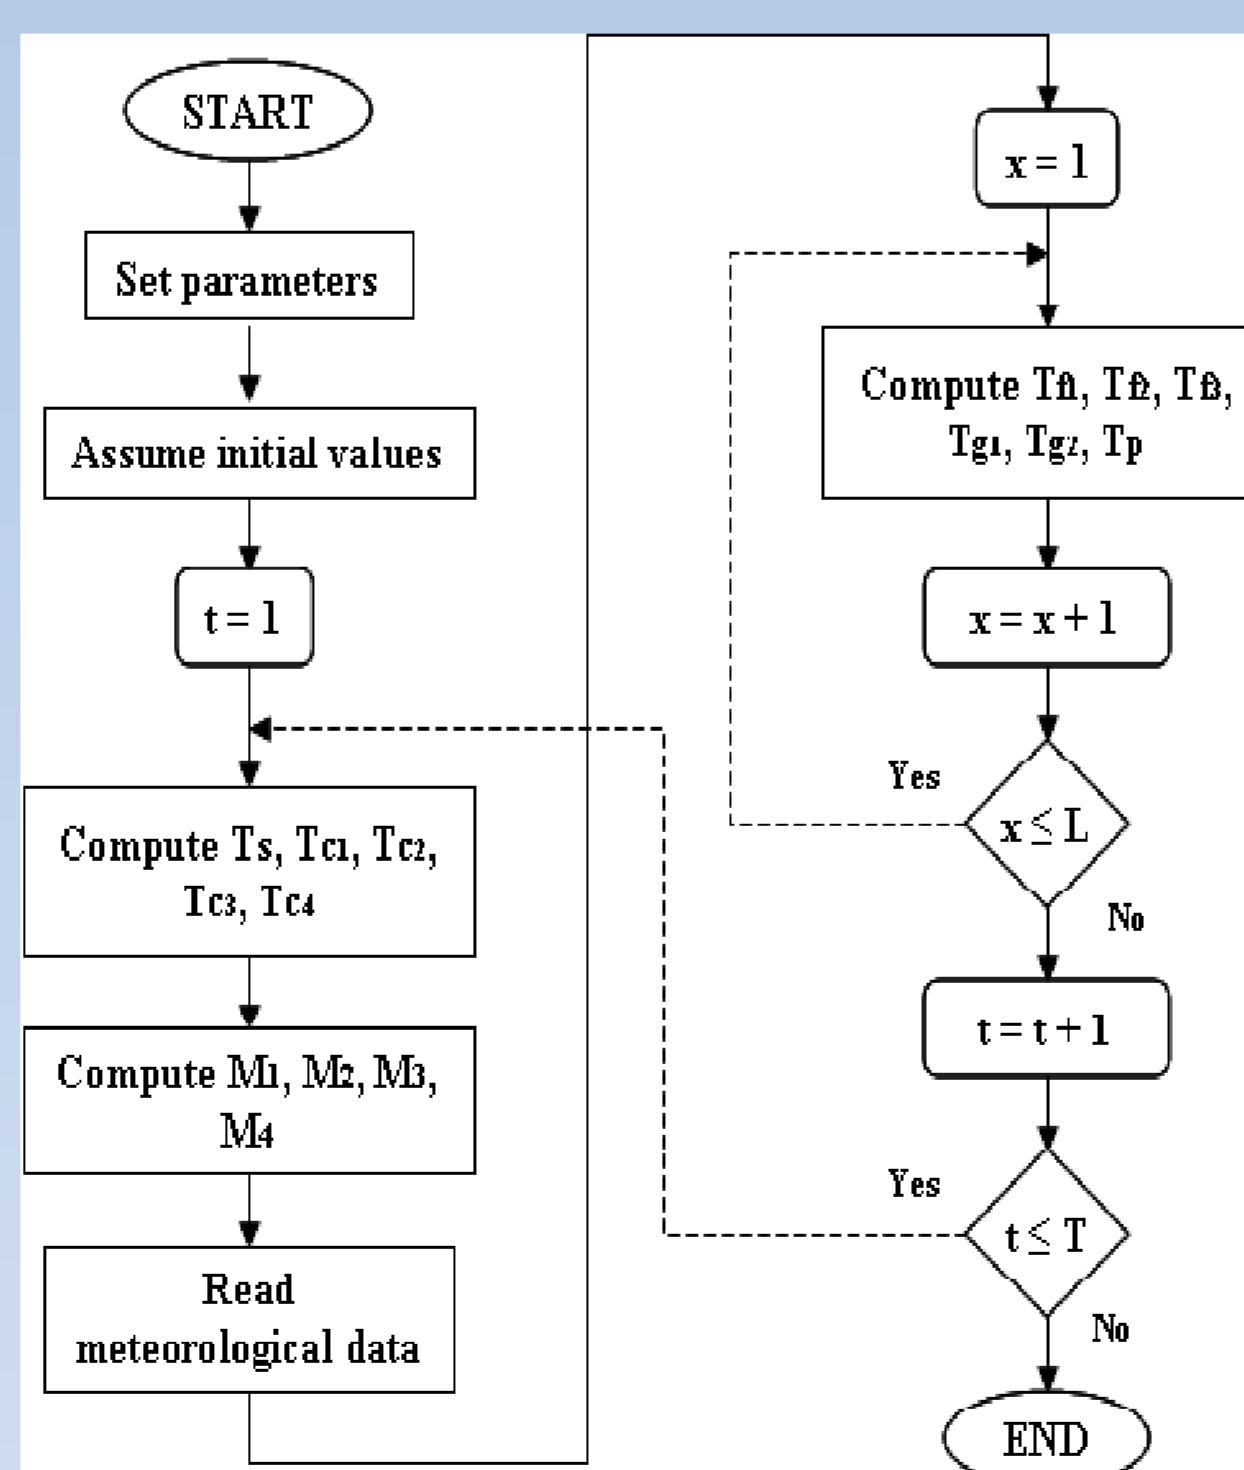 START
Set parameters
Assume initial values
t = 1
Compute Ts, Tc1, Tc2,
Tc3, Tc4
Compute M1, M2, M3,
M4
Read
meteorological data
x = 1
Compute Tf1, Tf2, Tf3,
Tg1, Tg2, Tp
x = x + 1
Yes
x ≤ L
No
t = t + 1
Yes
t ≤ T
No
END